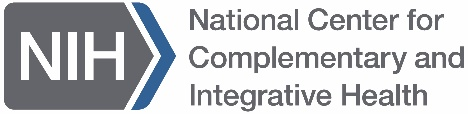 NIH
National Center for
Complementary and
Integrative Health